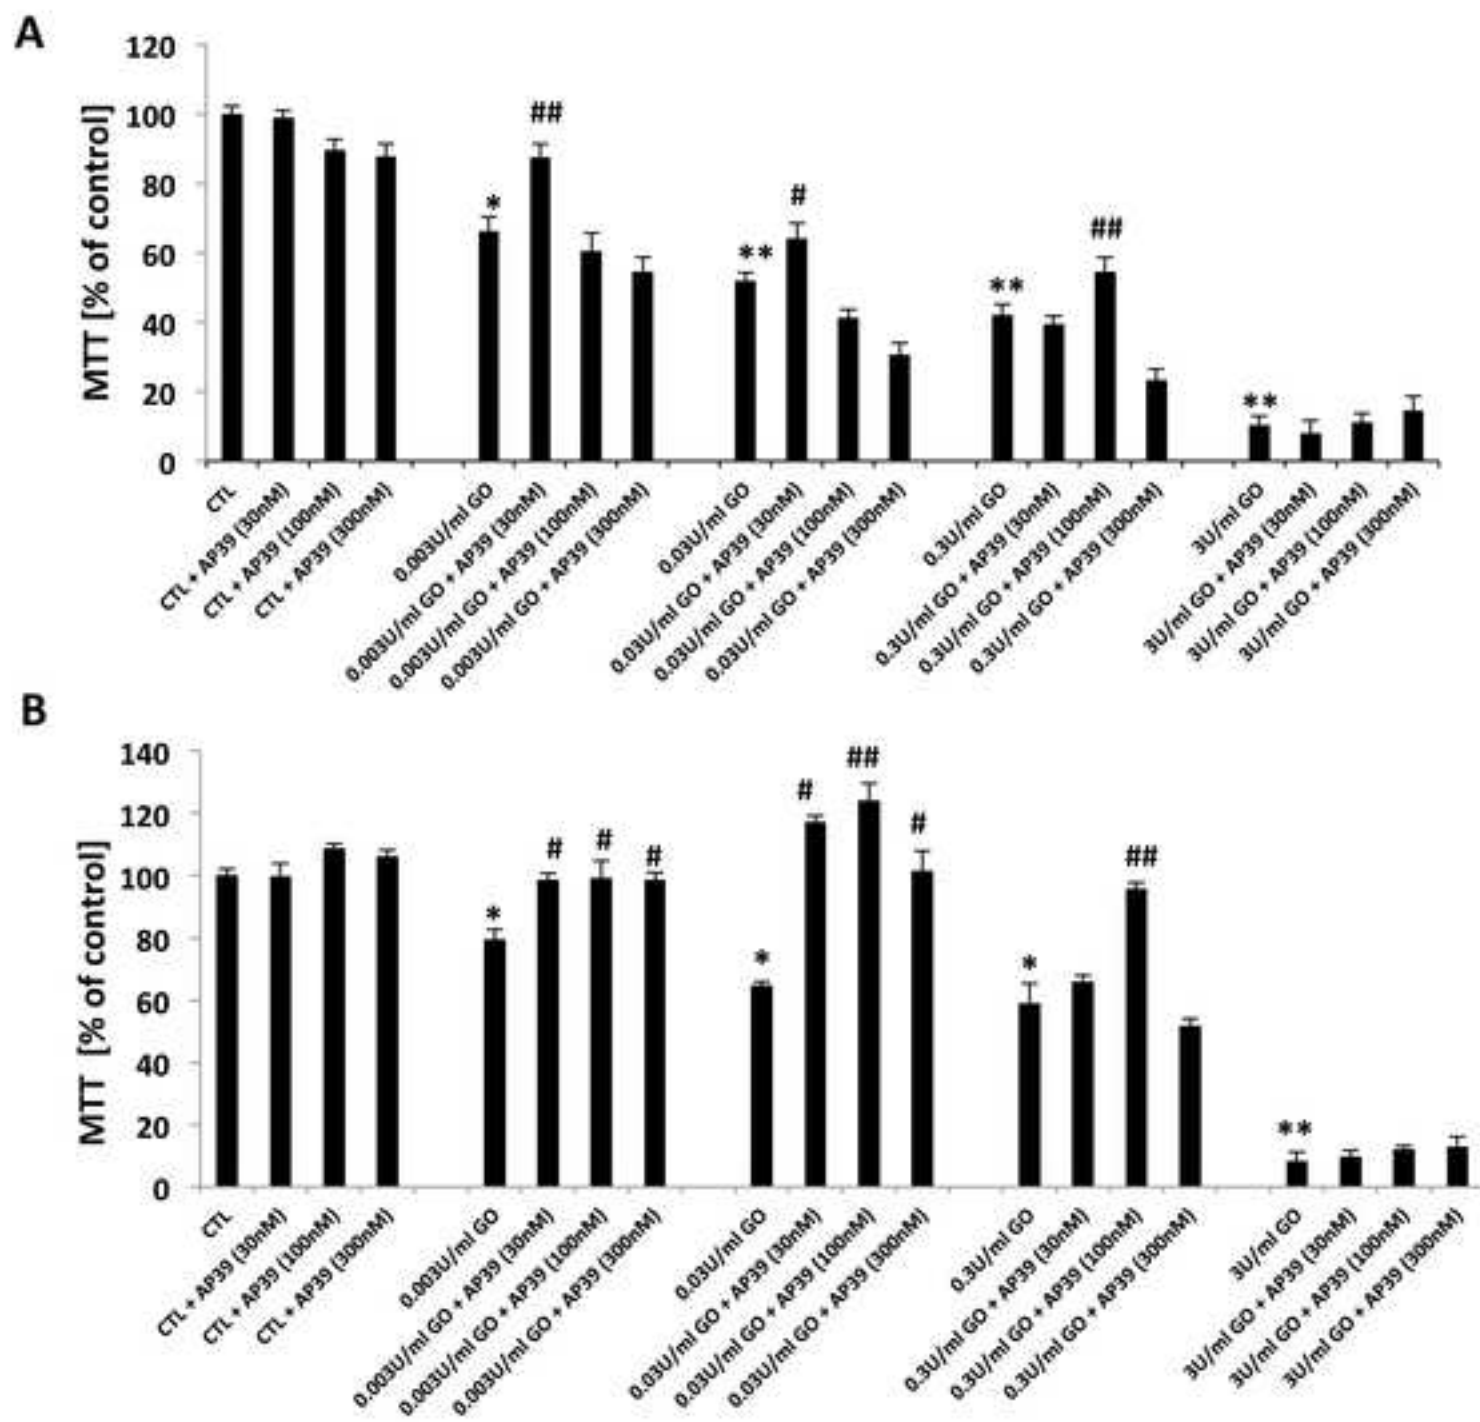 A
MTT [% of control]
120
100
80
60
40
20
0
*
##
**
#
**
##
**
CTL
CTL + AP39 (30nM)
CTL + AP39 (100nM)
CTL + AP39 (300nM)
0.003U/ml GO
0.003U/ml GO + AP39 (30nM)
0.003U/ml GO + AP39 (100nM)
0.003U/ml GO + AP39 (300nM)
0.03U/ml GO
0.03U/ml GO + AP39 (30nM)
0.03U/ml GO + AP39 (100nM)
0.03U/ml GO + AP39 (300nM)
0.3U/ml GO
0.3U/ml GO + AP39 (30nM)
0.3U/ml GO + AP39 (100nM)
0.3U/ml GO + AP39 (300nM)
3U/ml GO
3U/ml GO + AP39 (30nM)
3U/ml GO + AP39 (100nM)
3U/ml GO + AP39 (300nM)
B
MTT [% of control]
140
120
100
80
60
40
20
0
*
#
#
#
*
#
##
#
*
##
**
CTL
CTL + AP39 (30nM)
CTL + AP39 (100nM)
CTL + AP39 (300nM)
0.003U/ml GO
0.003U/ml GO + AP39 (30nM)
0.003U/ml GO + AP39 (100nM)
0.003U/ml GO + AP39 (300nM)
0.03U/ml GO
0.03U/ml GO + AP39 (30nM)
0.03U/ml GO + AP39 (100nM)
0.03U/ml GO + AP39 (300nM)
0.3U/ml GO
0.3U/ml GO + AP39 (30nM)
0.3U/ml GO + AP39 (100nM)
0.3U/ml GO + AP39 (300nM)
3U/ml GO
3U/ml GO + AP39 (30nM)
3U/ml GO + AP39 (100nM)
3U/ml GO + AP39 (300nM)